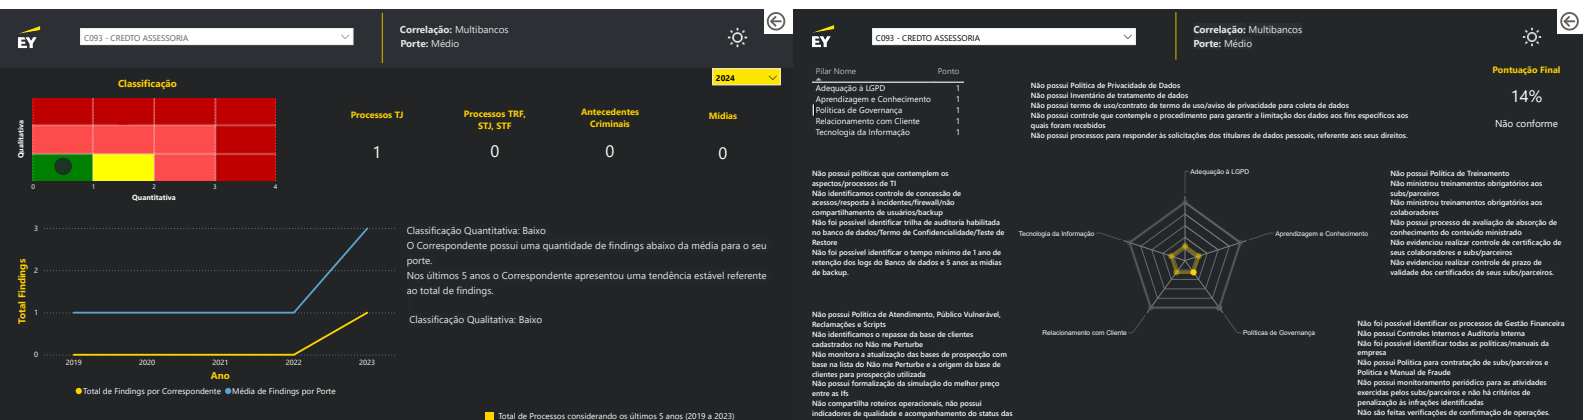 EY
C093 - CREDTO ASSESSORIA
Correlação: Multibancos
Porte: Médio
2024
Classificação
Qualitativa
0 1 2 3 4
Quantitativa
Processos TJ
1
Processos TRF,
STJ, STF
0
Antecedentes
Criminais
0
Mídias
0
Total Findings
3
2
1
0
2019 2020 2021 2022 2023
Ano
Total de Findings por Correspondente Média de Findings por Porte
Classificação Quantitativa: Baixo
O Correspondente possui uma quantidade de findings abaixo da média para o seu
porte.
Nos últimos 5 anos o Correspondente apresentou uma tendência estável referente
ao total de findings.
Classificação Qualitativa: Baixo
Total de Processos considerando os últimos 5 anos (2019 a 2023)
EY
C093 - CREDTO ASSESSORIA
Correlação: Multibancos
Porte: Médio
Pilar Nome Ponto
Adequação à LGPD 1
Aprendizagem e Conhecimento 1
Políticas de Governança 1
Relacionamento com Cliente 1
Tecnologia da Informação 1
Não possui Política de Privacidade de Dados
Não possui Inventário de tratamento de dados
Não possui termo de uso/contrato de termo de uso/aviso de privacidade para coleta de dados
Não possui controle que contemple o procedimento para garantir a limitação dos dados aos fins específicos aos
quais foram recebidos
Não possui processos para responder às solicitações dos titulares de dados pessoais, referente aos seus direitos.
Pontuação Final
14%
Não conforme
Não possui políticas que contemplem os
aspectos/processos de TI
Não identificamos controle de concessão de
acessos/resposta à incidentes/firewall/não
compartilhamento de usuários/backup
Não foi possível identificar trilha de auditoria habilitada
no banco de dados/Termo de Confidencialidade/Teste de
Restore
Não foi possível identificar o tempo mínimo de 1 ano de
retenção dos logs do Banco de dados e 5 anos as mídias
de backup.
Adequação à LGPD
Tecnologia da Informação
Aprendizagem e Conhecimento
Relacionamento com Cliente
Políticas de Governança
Não possui Política de Treinamento
Não ministrou treinamentos obrigatórios aos
subs/parceiros
Não ministrou treinamentos obrigatórios aos
colaboradores
Não possui processo de avaliação de absorção de
conhecimento do conteúdo ministrado
Não evidenciou realizar controle de certificação de
seus colaboradores e subs/parceiros
Não evidenciou realizar controle de prazo de
validade dos certificados de seus subs/parceiros.
Não possui Política de Atendimento, Público Vulnerável,
Reclamações e Scripts
Não identificamos o repasse da base de clientes
cadastrados no Não me Perturbe
Não monitora a atualização das bases de prospecção com
base na lista do Não me Perturbe e a origem da base de
clientes para prospecção utilizada
Não possui formalização da simulação do melhor preço
entre as Ifs
Não compartilha roteiros operacionais, não possui
indicadores de qualidade e acompanhamento do status das
Não foi possível identificar os processos de Gestão Financeira
Não possui Controles Internos e Auditoria Interna
Não foi possível identificar todas as políticas/manuais da
empresa
Não possui Política para contratação de subs/parceiros e
Política e Manual de Fraude
Não possui monitoramento periódico para as atividades
exercidas pelos subs/parceiros e não há critérios de
penalização às infrações identificadas
Não são feitas verificações de confirmação de operações.